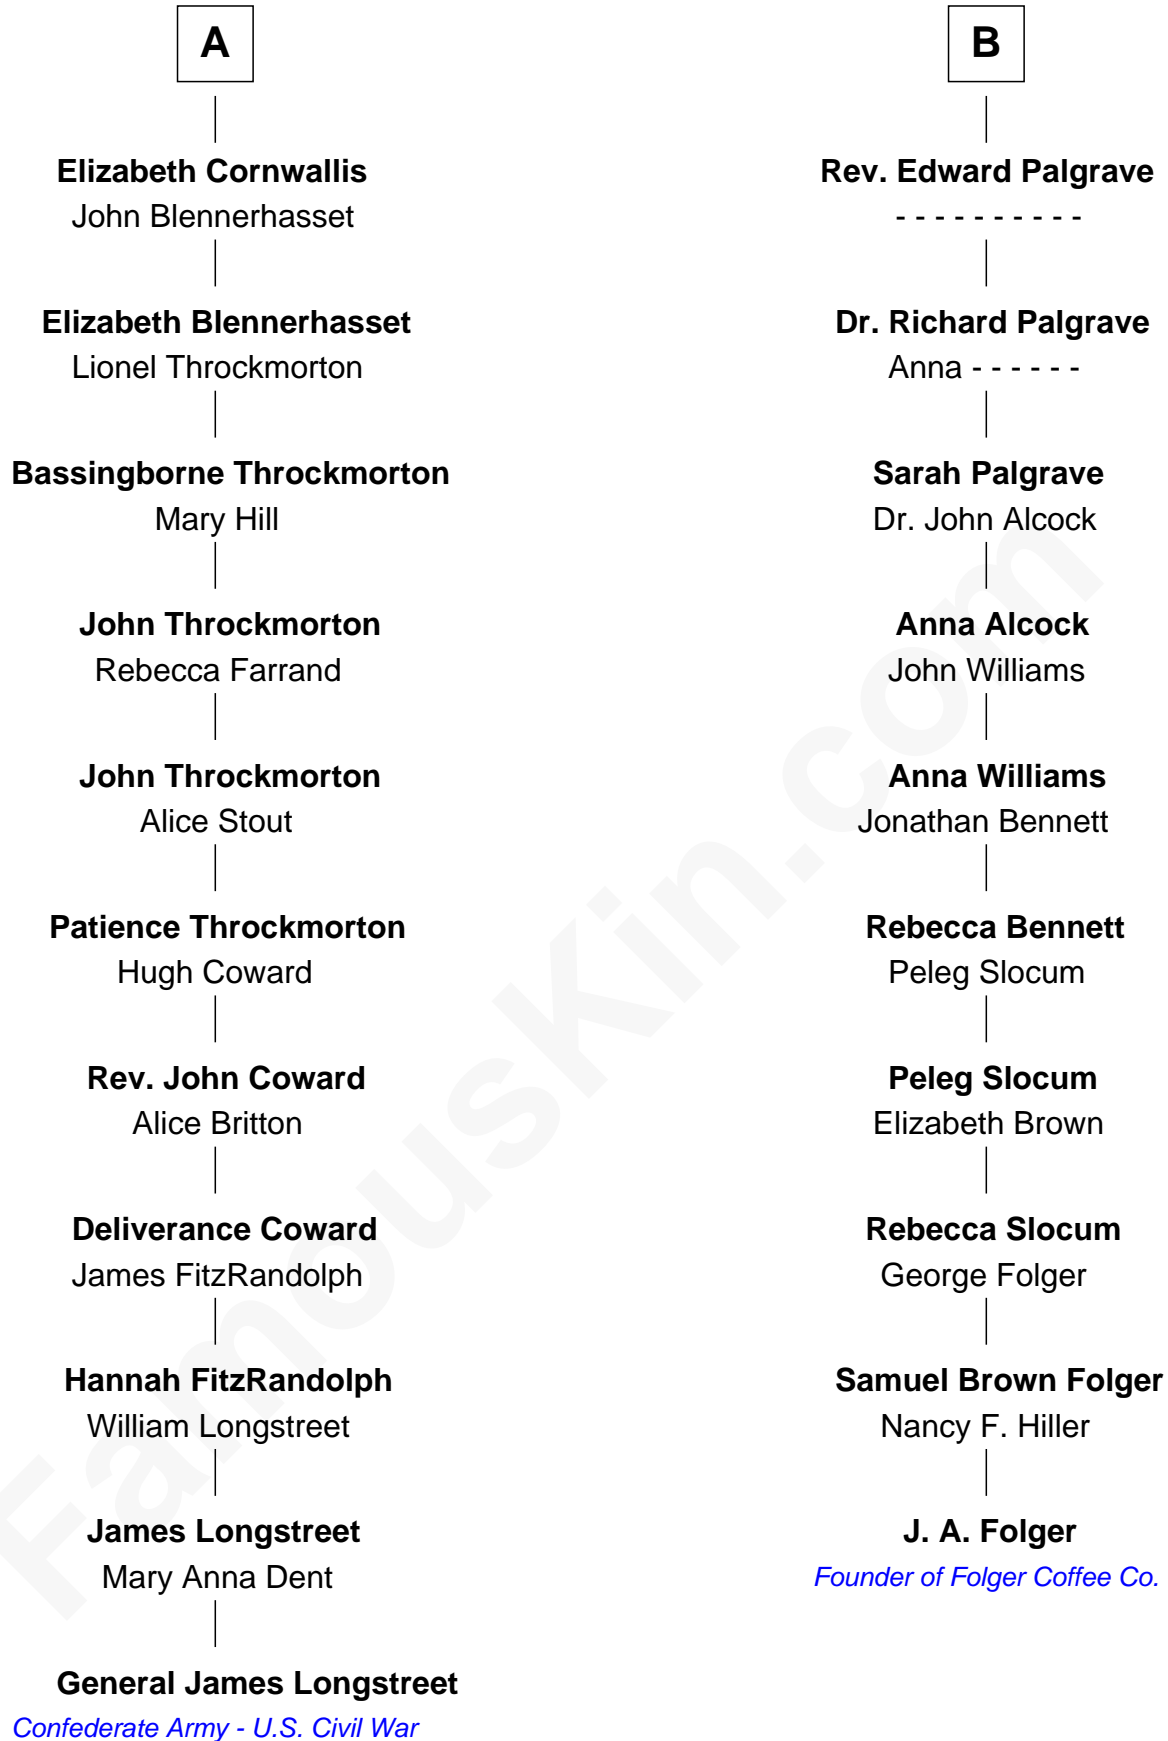 A
Elizabeth Cornwallis
John Blennerhasset
Elizabeth Blennerhasset
Lionel Throckmorton
Bassingborne Throckmorton
Mary Hill
John Throckmorton
Rebecca Farrand
John Throckmorton
Alice Stout
Patience Throckmorton
Hugh Coward
Rev. John Coward
Alice Britton
Deliverance Coward
James FitzRandolph
Hannah FitzRandolph
William Longstreet
James Longstreet
Mary Anna Dent
General James Longstreet
Confederate Army - U.S. Civil War
B
Rev. Edward Palgrave
- - - - - - - - - -
Dr. Richard Palgrave
Anna - - - - - -
Sarah Palgrave
Dr. John Alcock
Anna Alcock
John Williams
Anna Williams
Jonathan Bennett
Rebecca Bennett
Peleg Slocum
Peleg Slocum
Elizabeth Brown
Rebecca Slocum
George Folger
Samuel Brown Folger
Nancy F. Hiller
J. A. Folger
Founder of Folger Coffee Co.
FamousKin.com